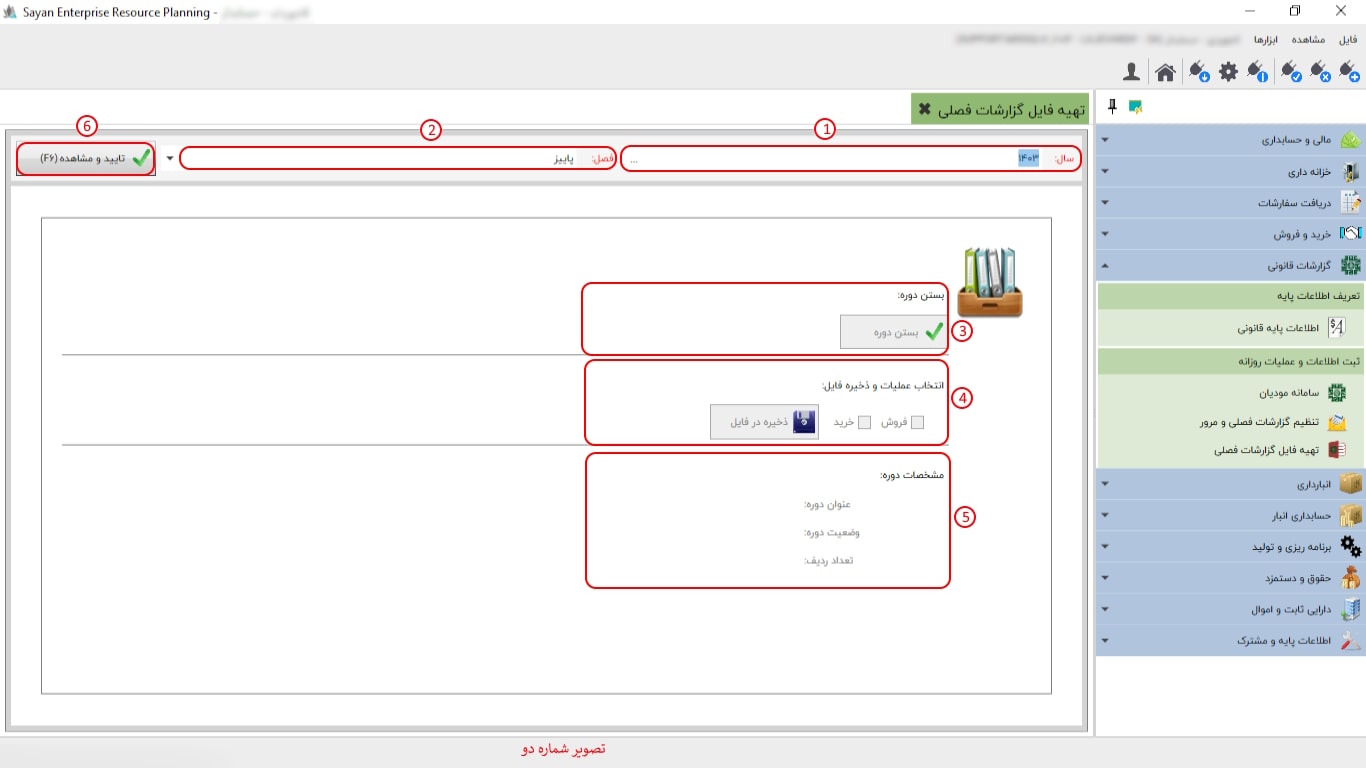 Sayan Enterprise Resource Planning -
فایل مشاهده ابزارها
تهیه فایل گزارشات فصلی
1
2
6
سال: ۱۴۰۳ ...
فصل: پاییز
تایید و مشاهده (F۶)
بستن دوره:
بستن دوره
3
انتخاب عملیات و ذخیره فایل:
فروش خرید ذخیره در فایل
4
مشخصات دوره:
عنوان دوره:
وضعیت دوره:
تعداد ردیف:
5
مالی و حسابداری
خزانه داری
دریافت سفارشات
خرید و فروش
گزارشات قانونی
تعریف اطلاعات پایه
اطلاعات پایه قانونی
ثبت اطلاعات و عملیات روزانه
سامانه مودیان
تنظیم گزارشات فصلی و مرور
تهیه فایل گزارشات فصلی
انبارداری
حسابداری انبار
برنامه ریزی و تولید
حقوق و دستمزد
دارایی ثابت و اموال
اطلاعات پایه و مشترک
تصویر شماره دو